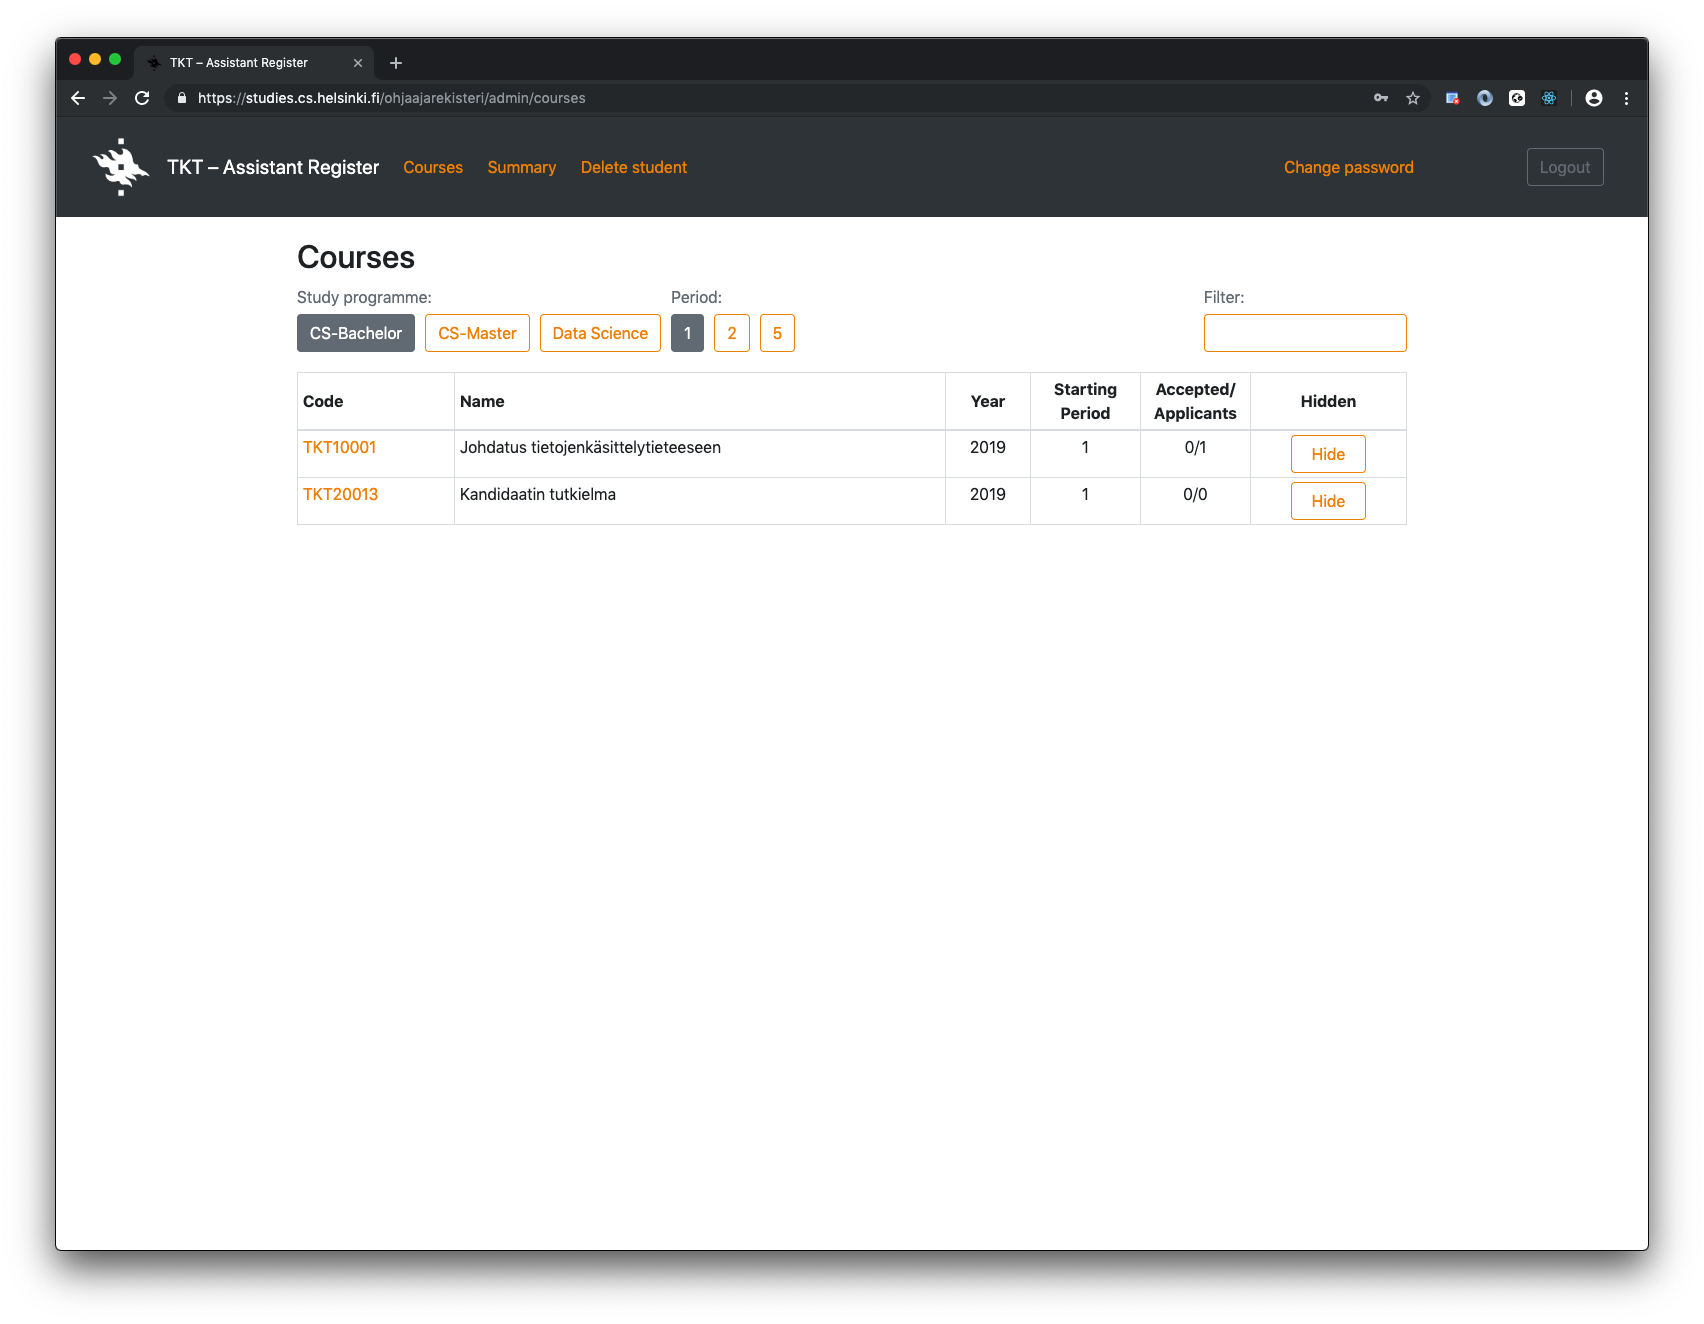 TKT – Assistant Register
https://studies.cs.helsinki.fi/ohjaajarekisteri/admin/courses
TKT – Assistant Register Courses Summary Delete student Change password Logout
Courses
Study programme: Period: Filter:
CS-Bachelor CS-Master Data Science 1 2 5
Code Name Year Starting Period Accepted/ Applicants Hidden
TKT10001 Johdatus tietojenkäsittelytieteeseen 2019 1 0/1 Hide
TKT20013 Kandidaatin tutkielma 2019 1 0/0 Hide